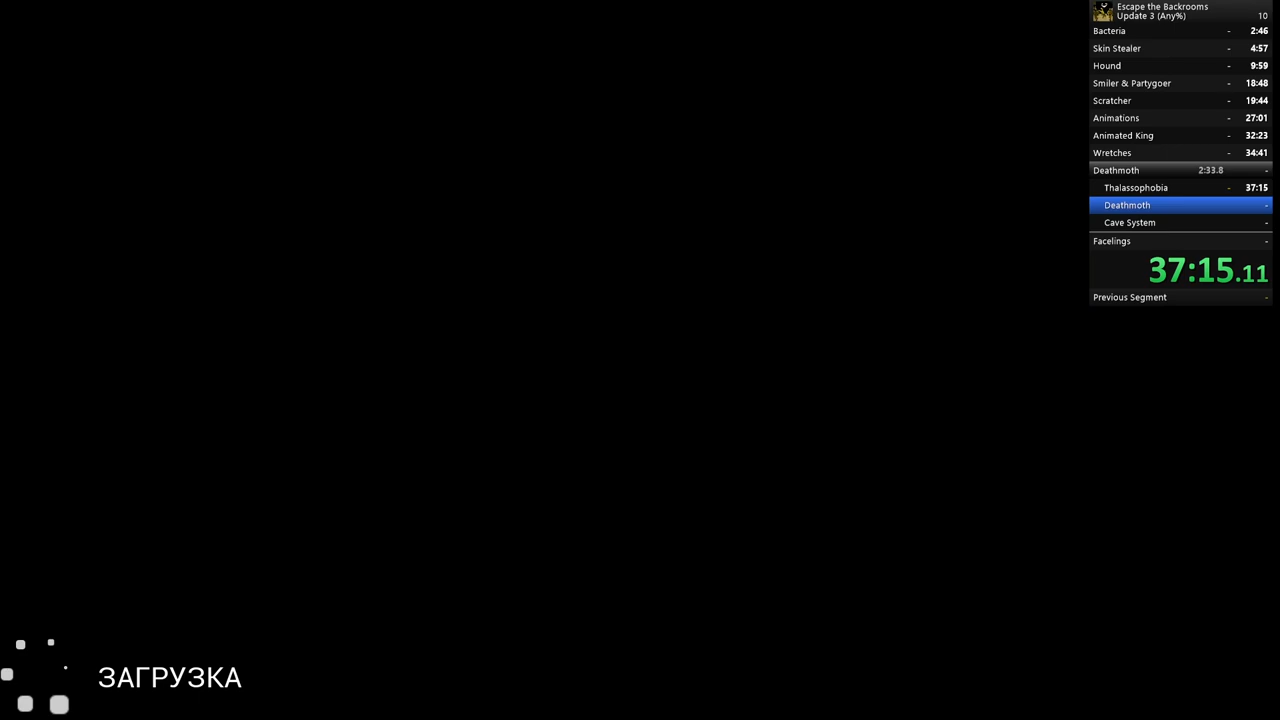 Escape the Backrooms
Update 3 (Any%) 10
Bacteria - 2:46
Skin Stealer - 4:57
Hound - 9:59
Smiler & Partygoer - 18:48
Scratcher - 19:44
Animations - 27:01
Animated King - 32:23
Wretches - 34:41
Deathmoth 2:33.8 -
Thalassophobia - 37:15
Deathmoth -
Cave System -
Facelings -
37:15.11
Previous Segment -
ЗАГРУЗКА